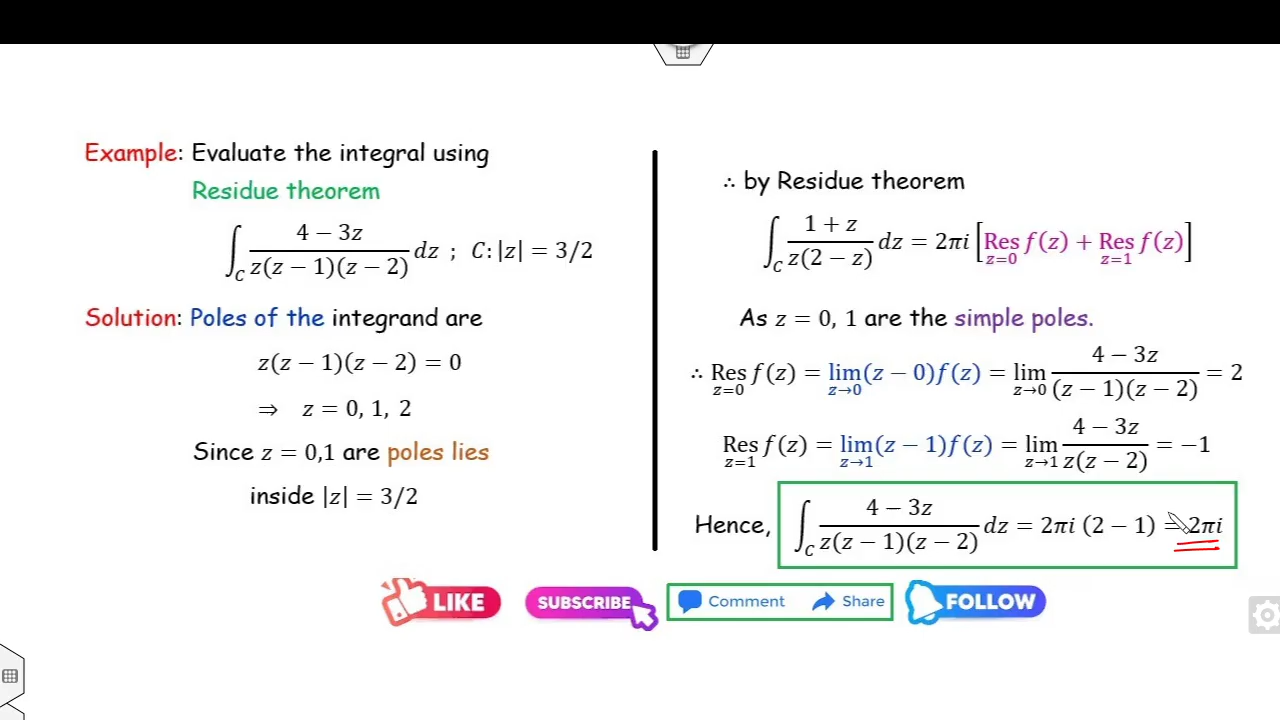 Example: Evaluate the integral using
Residue theorem
∫_C (4 − 3z)/(z(z − 1)(z − 2)) dz ; C: |z| = 3/2
Solution: Poles of the integrand are
z(z − 1)(z − 2) = 0
⇒ z = 0, 1, 2
Since z = 0,1 are poles lies
inside |z| = 3/2
∴ by Residue theorem
∫_C (1 + z)/(z(2 − z)) dz = 2πi [Res_{z=0} f(z) + Res_{z=1} f(z)]
As z = 0, 1 are the simple poles.
∴ Res_{z=0} f(z) = lim_{z→0} (z − 0)f(z) = lim_{z→0} (4 − 3z)/((z − 1)(z − 2)) = 2
Res_{z=1} f(z) = lim_{z→1} (z − 1)f(z) = lim_{z→1} (4 − 3z)/(z(z − 2)) = −1
Hence, ∫_C (4 − 3z)/(z(z − 1)(z − 2)) dz = 2πi (2 − 1) = 2πi
LIKE SUBSCRIBE Comment Share FOLLOW